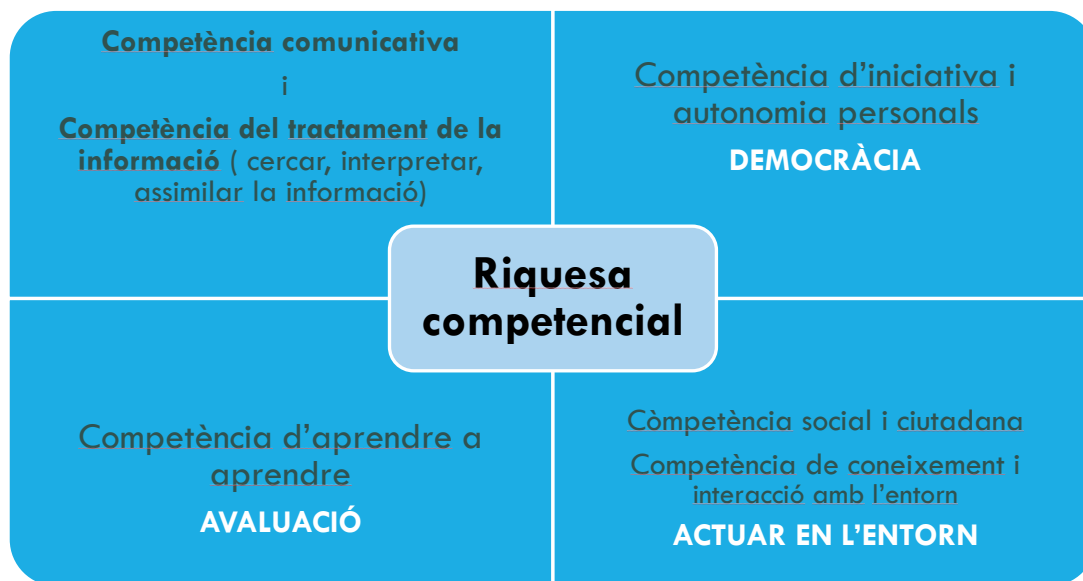 Competència comunicativa
i
Competència del tractament de la
informació ( cercar, interpretar,
assimilar la informació)
Competència d’iniciativa i
autonomia personals
DEMOCRÀCIA
Riquesa
competencial
Competència d’aprendre a
aprendre
AVALUACIÓ
Còmpetència social i ciutadana
Competència de coneixement i
interacció amb l’entorn
ACTUAR EN L’ENTORN